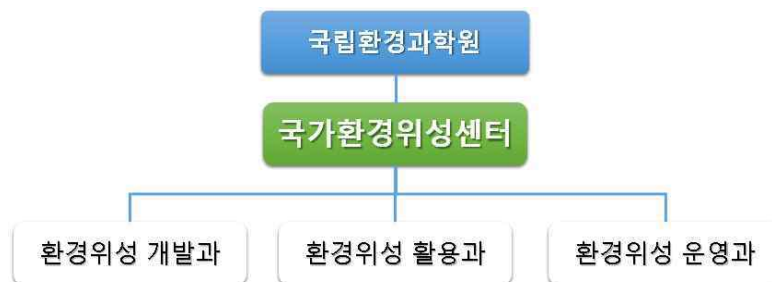 국립환경과학원
국가환경위성센터
환경위성 개발과
환경위성 활용과
환경위성 운영과